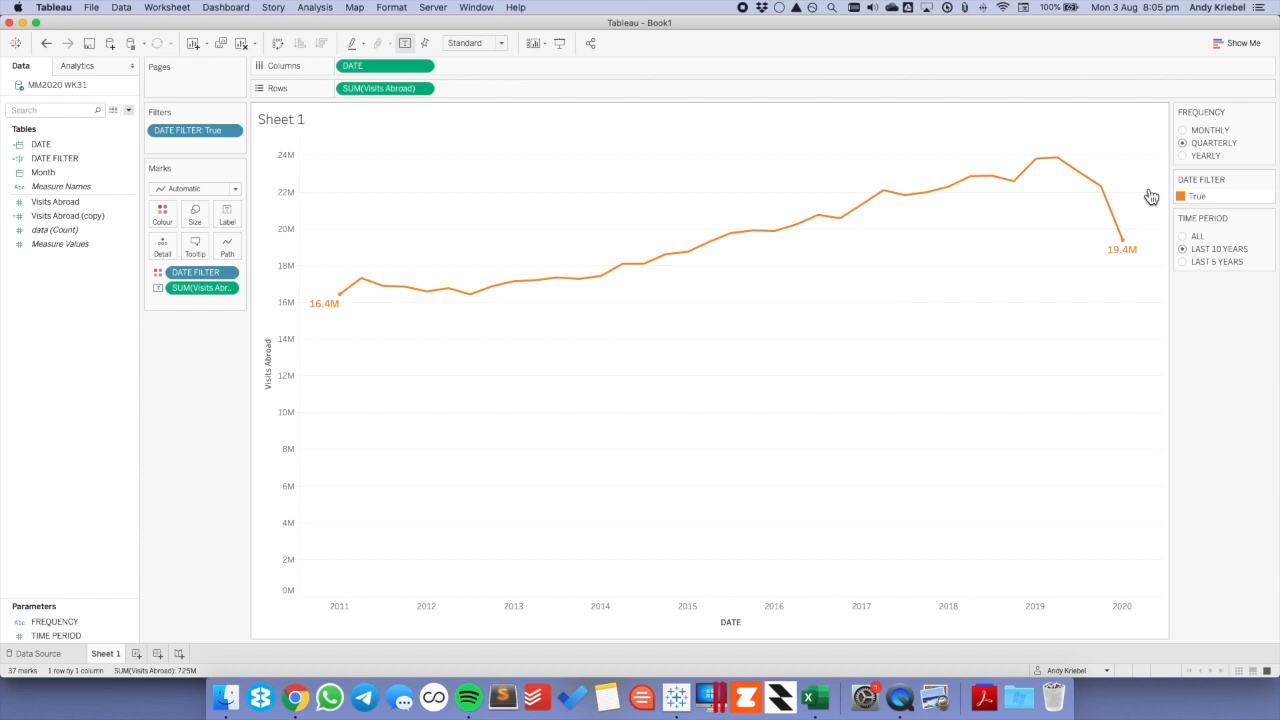 Tableau File Data Worksheet Dashboard Story Analysis Map Format Server Window Help 100% Mon 3 Aug 8:05 pm Andy Kriebel
Tableau - Book1
Standard Show Me
Data Analytics
MM2020 WK31
Search
Tables
DATE
DATE FILTER
Month
Abc Measure Names
Visits Abroad
Visits Abroad (copy)
data (Count)
Measure Values
Parameters
Abc FREQUENCY
TIME PERIOD
Pages
Filters
DATE FILTER: True
Marks
Automatic
Colour Size Label
Detail Tooltip Path
DATE FILTER
SUM(Visits Abr..
Columns DATE
Rows SUM(Visits Abroad)
Sheet 1
24M
22M
20M
18M
16M
14M
12M
10M
8M
6M
4M
2M
0M
Visits Abroad
16.4M
19.4M
2011 2012 2013 2014 2015 2016 2017 2018 2019 2020
DATE
FREQUENCY
MONTHLY
QUARTERLY
YEARLY
DATE FILTER
True
TIME PERIOD
ALL
LAST 10 YEARS
LAST 5 YEARS
Data Source Sheet 1
37 marks 1 row by 1 column SUM(Visits Abroad): 725M Andy Kriebel
1